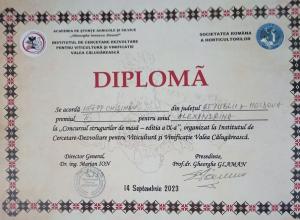 ACADEMIA DE ȘTIINȚE AGRICOLE ȘI SILVICE
„Gheorghe Ionescu Șișești”
INSTITUTUL DE CERCETARE DEZVOLTARE
PENTRU VITICULTURĂ ȘI VINIFICAȚIE
VALEA CĂLUGĂREASCĂ
SOCIETATEA ROMÂNĂ
A HORTICULTORILOR
DIPLOMĂ
Se acordă CHIȘINĂU din județul REPUBLICA MOLDOVA
premiul pentru soiul ALEXANDRINA
la „Concursul strugurilor de masă – ediția a IX-a”, organizat la Institutul de
Cercetare-Dezvoltare pentru Viticultură și Vinificație Valea Călugărească.
Director General,
Dr. ing. Marian ION
Președinte,
Prof.dr. Gheorghe GLĂMAN
14 Septembrie 2023